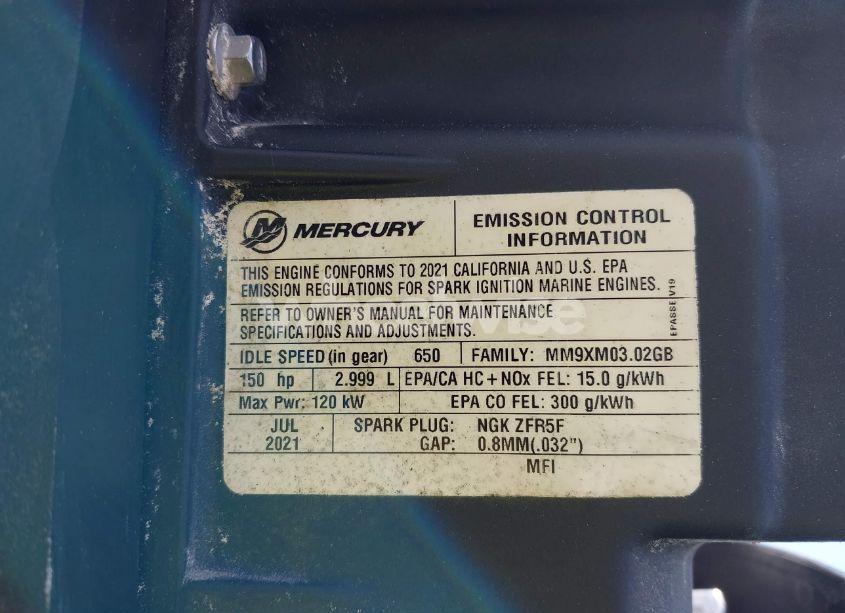 MERCURY
EMISSION CONTROL
INFORMATION
THIS ENGINE CONFORMS TO 2021 CALIFORNIA AND U.S. EPA
EMISSION REGULATIONS FOR SPARK IGNITION MARINE ENGINES.
REFER TO OWNER'S MANUAL FOR MAINTENANCE
SPECIFICATIONS AND ADJUSTMENTS.
EPASSE V19
IDLE SPEED (in gear) 650 FAMILY: MM9XM03.02GB
150 hp 2.999 L EPA/CA HC+NOx FEL: 15.0 g/kWh
Max Pwr: 120 kW EPA CO FEL: 300 g/kWh
JUL SPARK PLUG: NGK ZFR5F
2021 GAP: 0.8MM(.032")
MFI